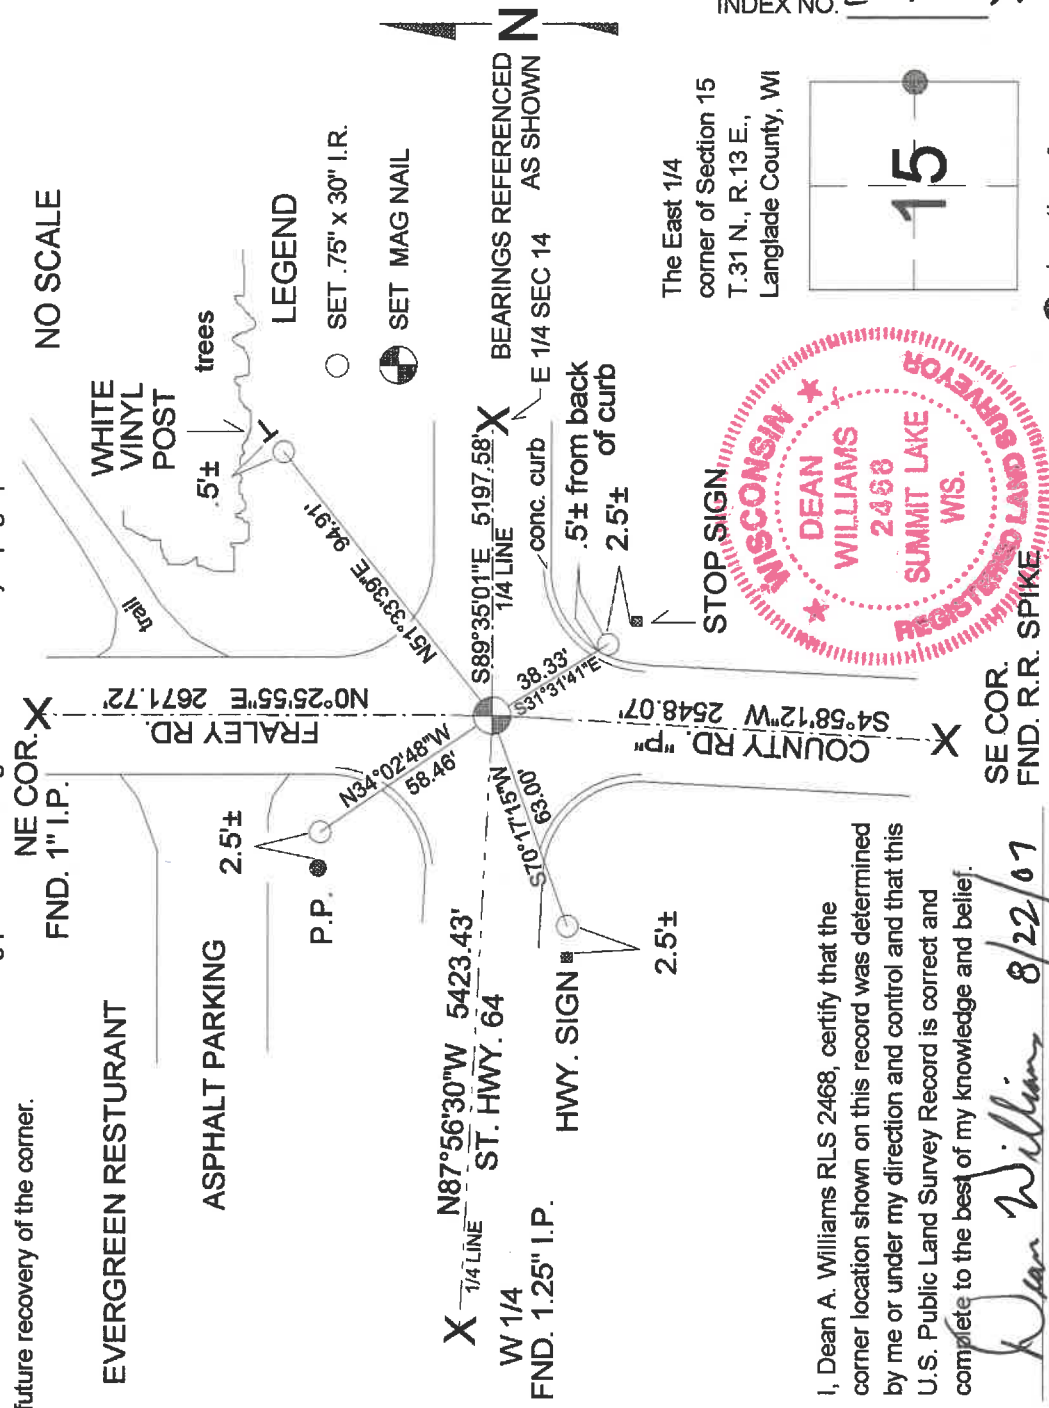 future recovery of the corner.
NO SCALE
EVERGREEN RESTURANT
ASPHALT PARKING
NE COR.
FND. 1" I.P.
P.P.
2.5'±
N34°02'48"W
58.46'
FRALEY RD
N0°25'55"E 2671.72'
trail
WHITE
VINYL
POST
.5'±
trees
N51°33'39"E 94.91'
LEGEND
SET .75" x 30" I.R.
SET MAG NAIL
N
BEARINGS REFERENCED
AS SHOWN
E 1/4 SEC 14
S89°35'01"E 5197.58'
1/4 LINE
conc. curb
.5'± from back
of curb
2.5'±
STOP SIGN
38.33'
S31°31'41"E
N87°56'30"W 5423.43'
1/4 LINE
ST. HWY. 64
W 1/4
FND. 1.25" I.P.
HWY. SIGN
2.5'±
S70°17'15"W
63.00'
COUNTY RD. "P"
S4°58'12"W 2548.07'
SE COR.
FND. R.R. SPIKE
The East 1/4
corner of Section 15
T.31 N., R.13 E.,
Langlade County, WI
15
INDEX NO.
WISCONSIN
DEAN
WILLIAMS
2468
SUMMIT LAKE
WIS.
REGISTERED LAND SURVEYOR
I, Dean A. Williams RLS 2468, certify that the
corner location shown on this record was determined
by me or under my direction and control and that this
U.S. Public Land Survey Record is correct and
complete to the best of my knowledge and belief.
Dean Williams 8/22/07